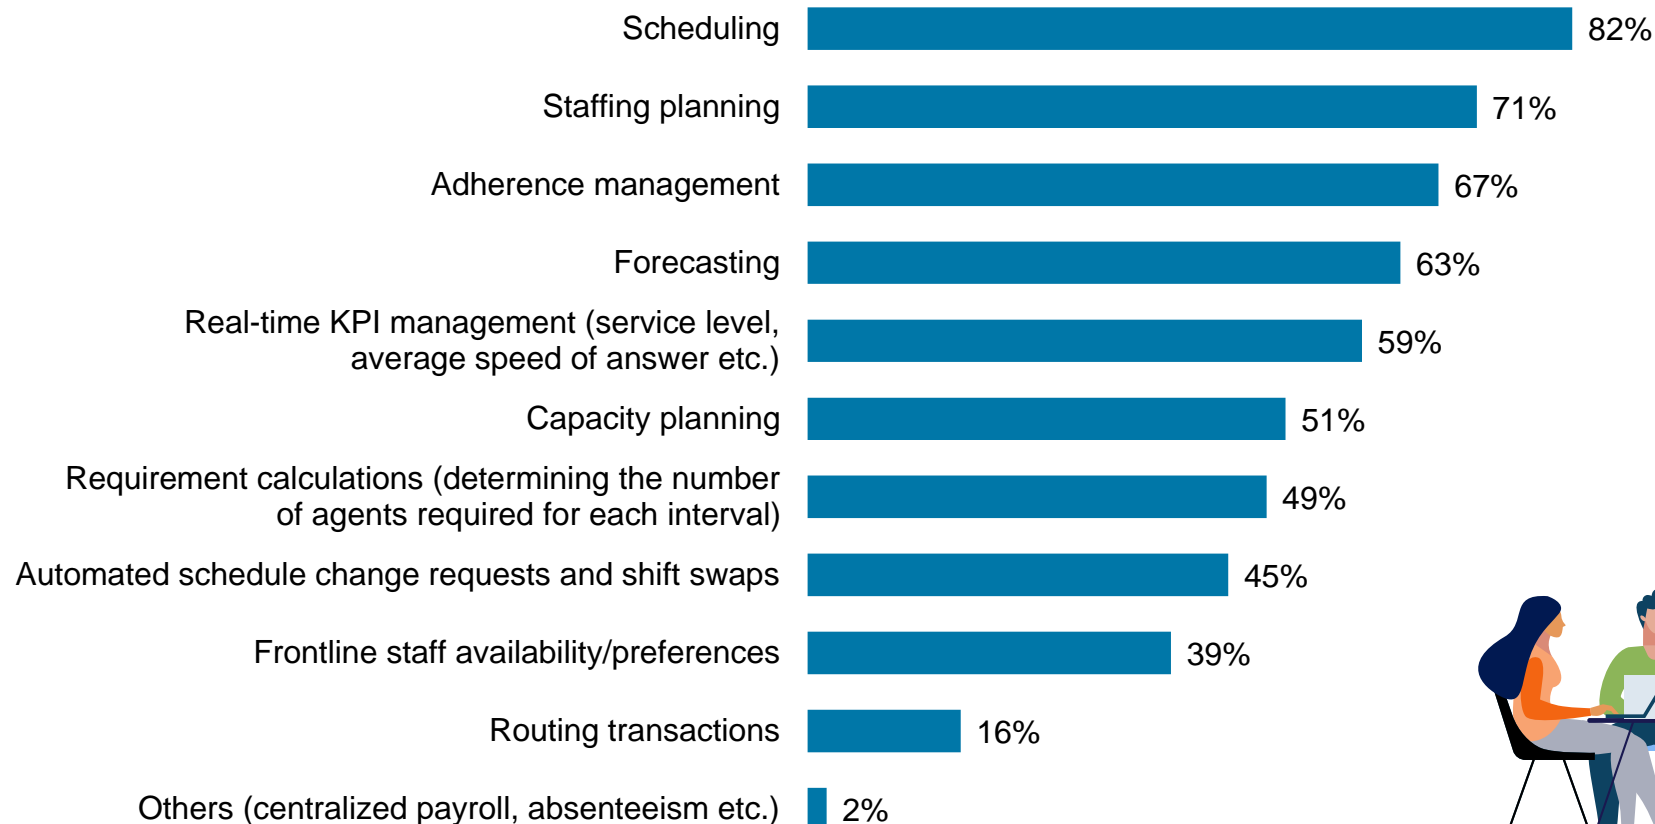 Scheduling 82%
Staffing planning 71%
Adherence management 67%
Forecasting 63%
Real-time KPI management (service level,
average speed of answer etc.) 59%
Capacity planning 51%
Requirement calculations (determining the number
of agents required for each interval) 49%
Automated schedule change requests and shift swaps 45%
Frontline staff availability/preferences 39%
Routing transactions 16%
Others (centralized payroll, absenteeism etc.) 2%